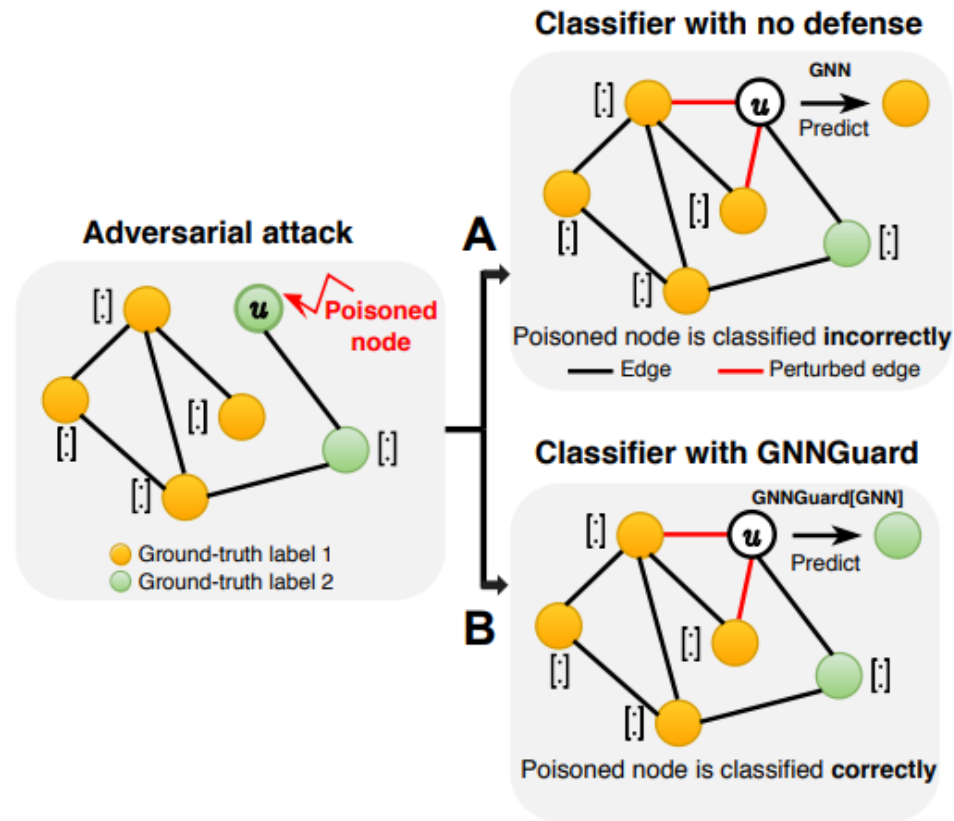 Adversarial attack
[:]
u
Poisoned
node
[:]
[:]
[:]
[:]
Ground-truth label 1
Ground-truth label 2
A
Classifier with no defense
[:]
u
GNN
Predict
[:]
[:]
[:]
[:]
Poisoned node is classified incorrectly
Edge
Perturbed edge
B
Classifier with GNNGuard
[:]
u
GNNGuard[GNN]
Predict
[:]
[:]
[:]
[:]
Poisoned node is classified correctly